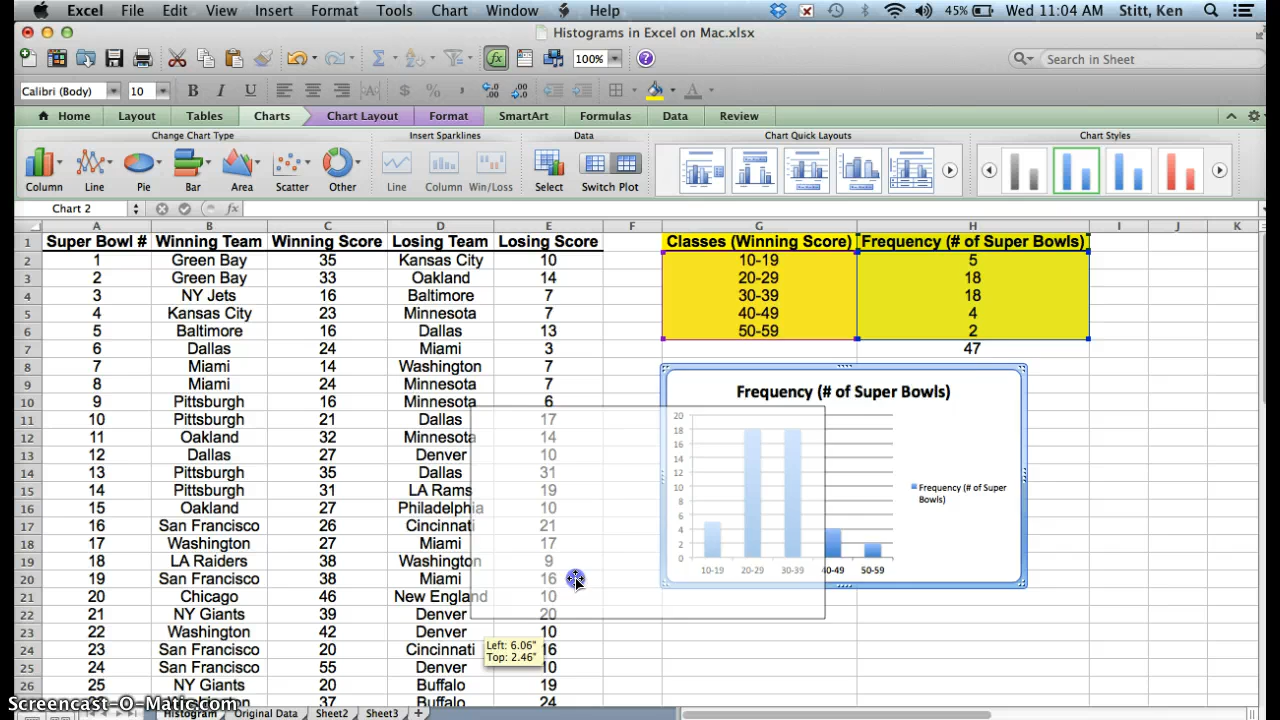 Excel File Edit View Insert Format Tools Chart Window Help 45% Wed 11:04 AM Stitt, Ken
Histograms in Excel on Mac.xlsx
100% Search in Sheet
Calibri (Body) 10 B I U
Home Layout Tables Charts Chart Layout Format SmartArt Formulas Data Review
Change Chart Type Insert Sparklines Data Chart Quick Layouts Chart Styles
Column Line Pie Bar Area Scatter Other Line Column Win/Loss Select Switch Plot
Chart 2 fx
A B C D E F G H I J K
1 Super Bowl # Winning Team Winning Score Losing Team Losing Score Classes (Winning Score) Frequency (# of Super Bowls)
2 1 Green Bay 35 Kansas City 10 10-19 5
3 2 Green Bay 33 Oakland 14 20-29 18
4 3 NY Jets 16 Baltimore 7 30-39 18
5 4 Kansas City 23 Minnesota 7 40-49 4
6 5 Baltimore 16 Dallas 13 50-59 2
7 6 Dallas 24 Miami 3 47
8 7 Miami 14 Washington 7
9 8 Miami 24 Minnesota 7
10 9 Pittsburgh 16 Minnesota 6
11 10 Pittsburgh 21 Dallas 17
12 11 Oakland 32 Minnesota 14
13 12 Dallas 27 Denver 10
14 13 Pittsburgh 35 Dallas 31
15 14 Pittsburgh 31 LA Rams 19
16 15 Oakland 27 Philadelphia 10
17 16 San Francisco 26 Cincinnati 21
18 17 Washington 27 Miami 17
19 18 LA Raiders 38 Washington 9
20 19 San Francisco 38 Miami 16
21 20 Chicago 46 New England 10
22 21 NY Giants 39 Denver 20
23 22 Washington 42 Denver 10
24 23 San Francisco 20 Cincinnati 16
25 24 San Francisco 55 Denver 10
26 25 NY Giants 20 Buffalo 19
Washington 37 Buffalo 24
Frequency (# of Super Bowls)
20
18
16
14
12
10
8
6
4
2
0
10-19 20-29 30-39 40-49 50-59
Frequency (# of Super
Bowls)
Left: 6.06"
Top: 2.46"
Screencast-O-Matic.com
Histogram Original Data Sheet2 Sheet3 +